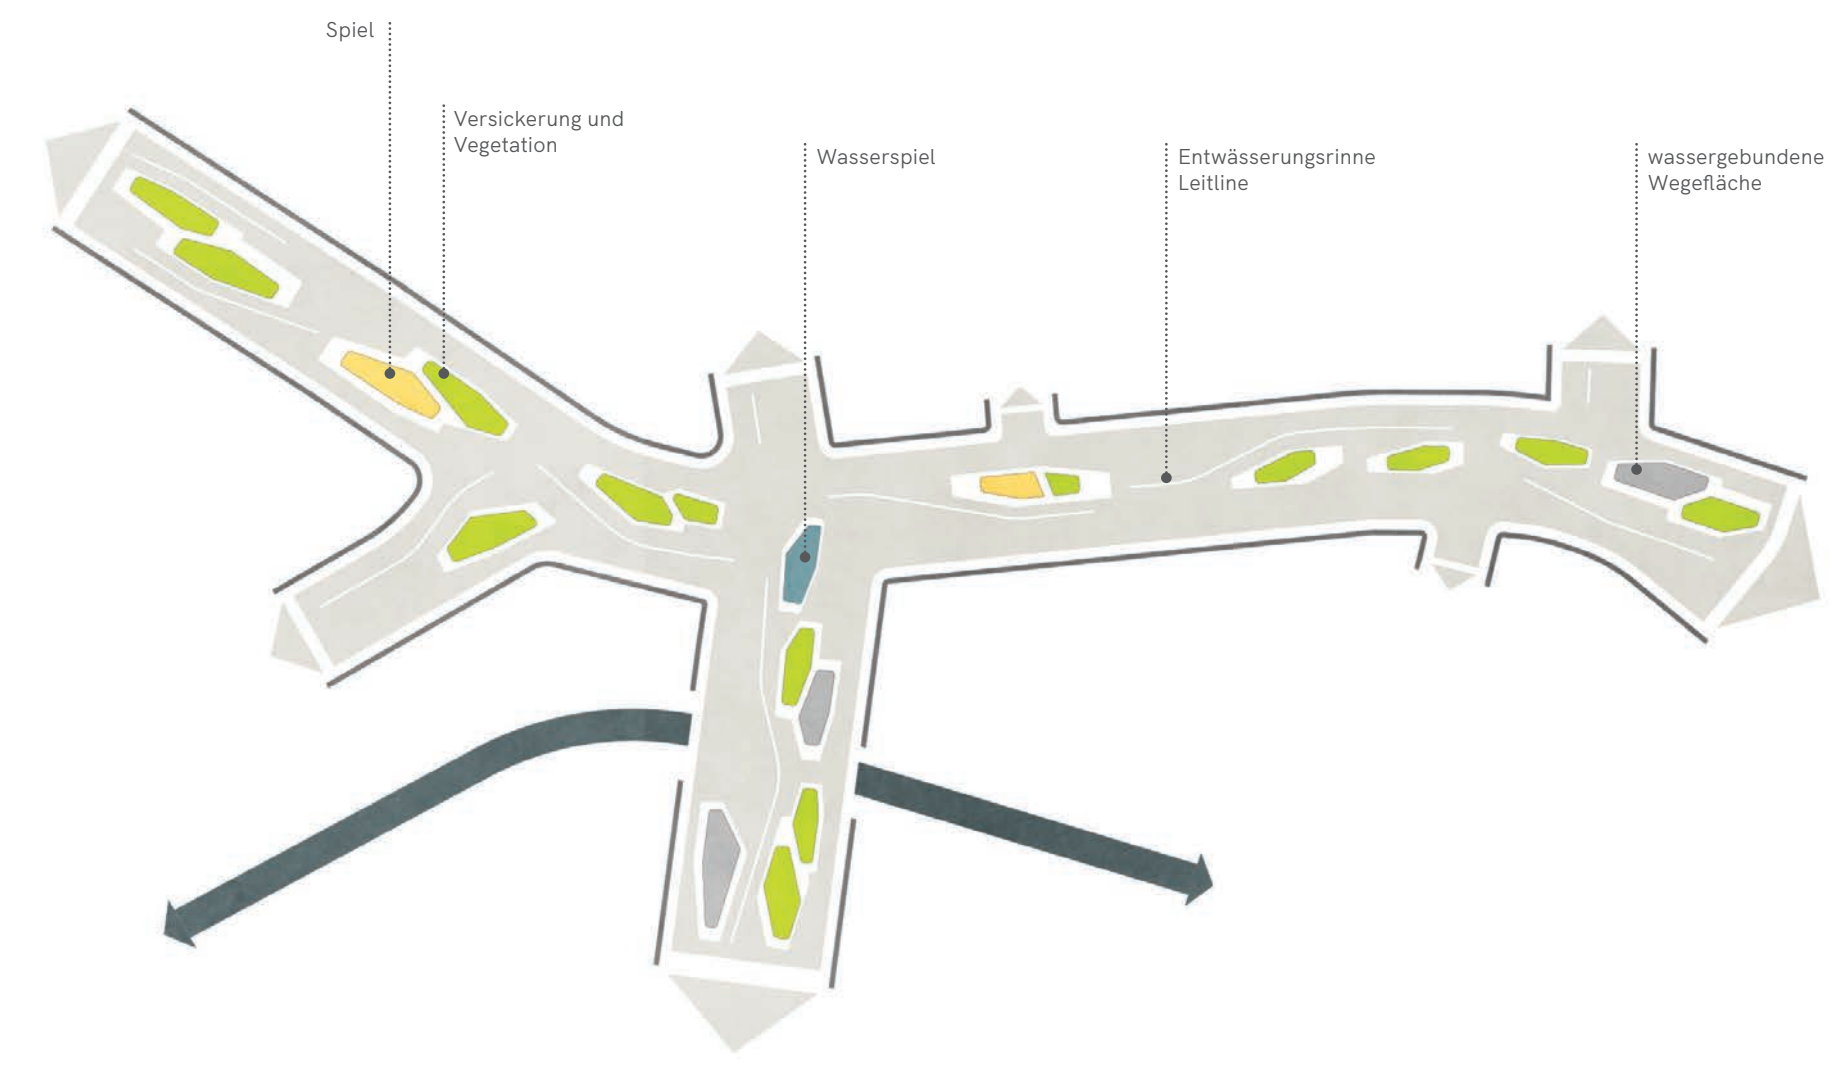 Spiel
Versickerung und
Vegetation
Wasserspiel
Entwässerungsrinne
Leitline
wassergebundene
Wegefläche